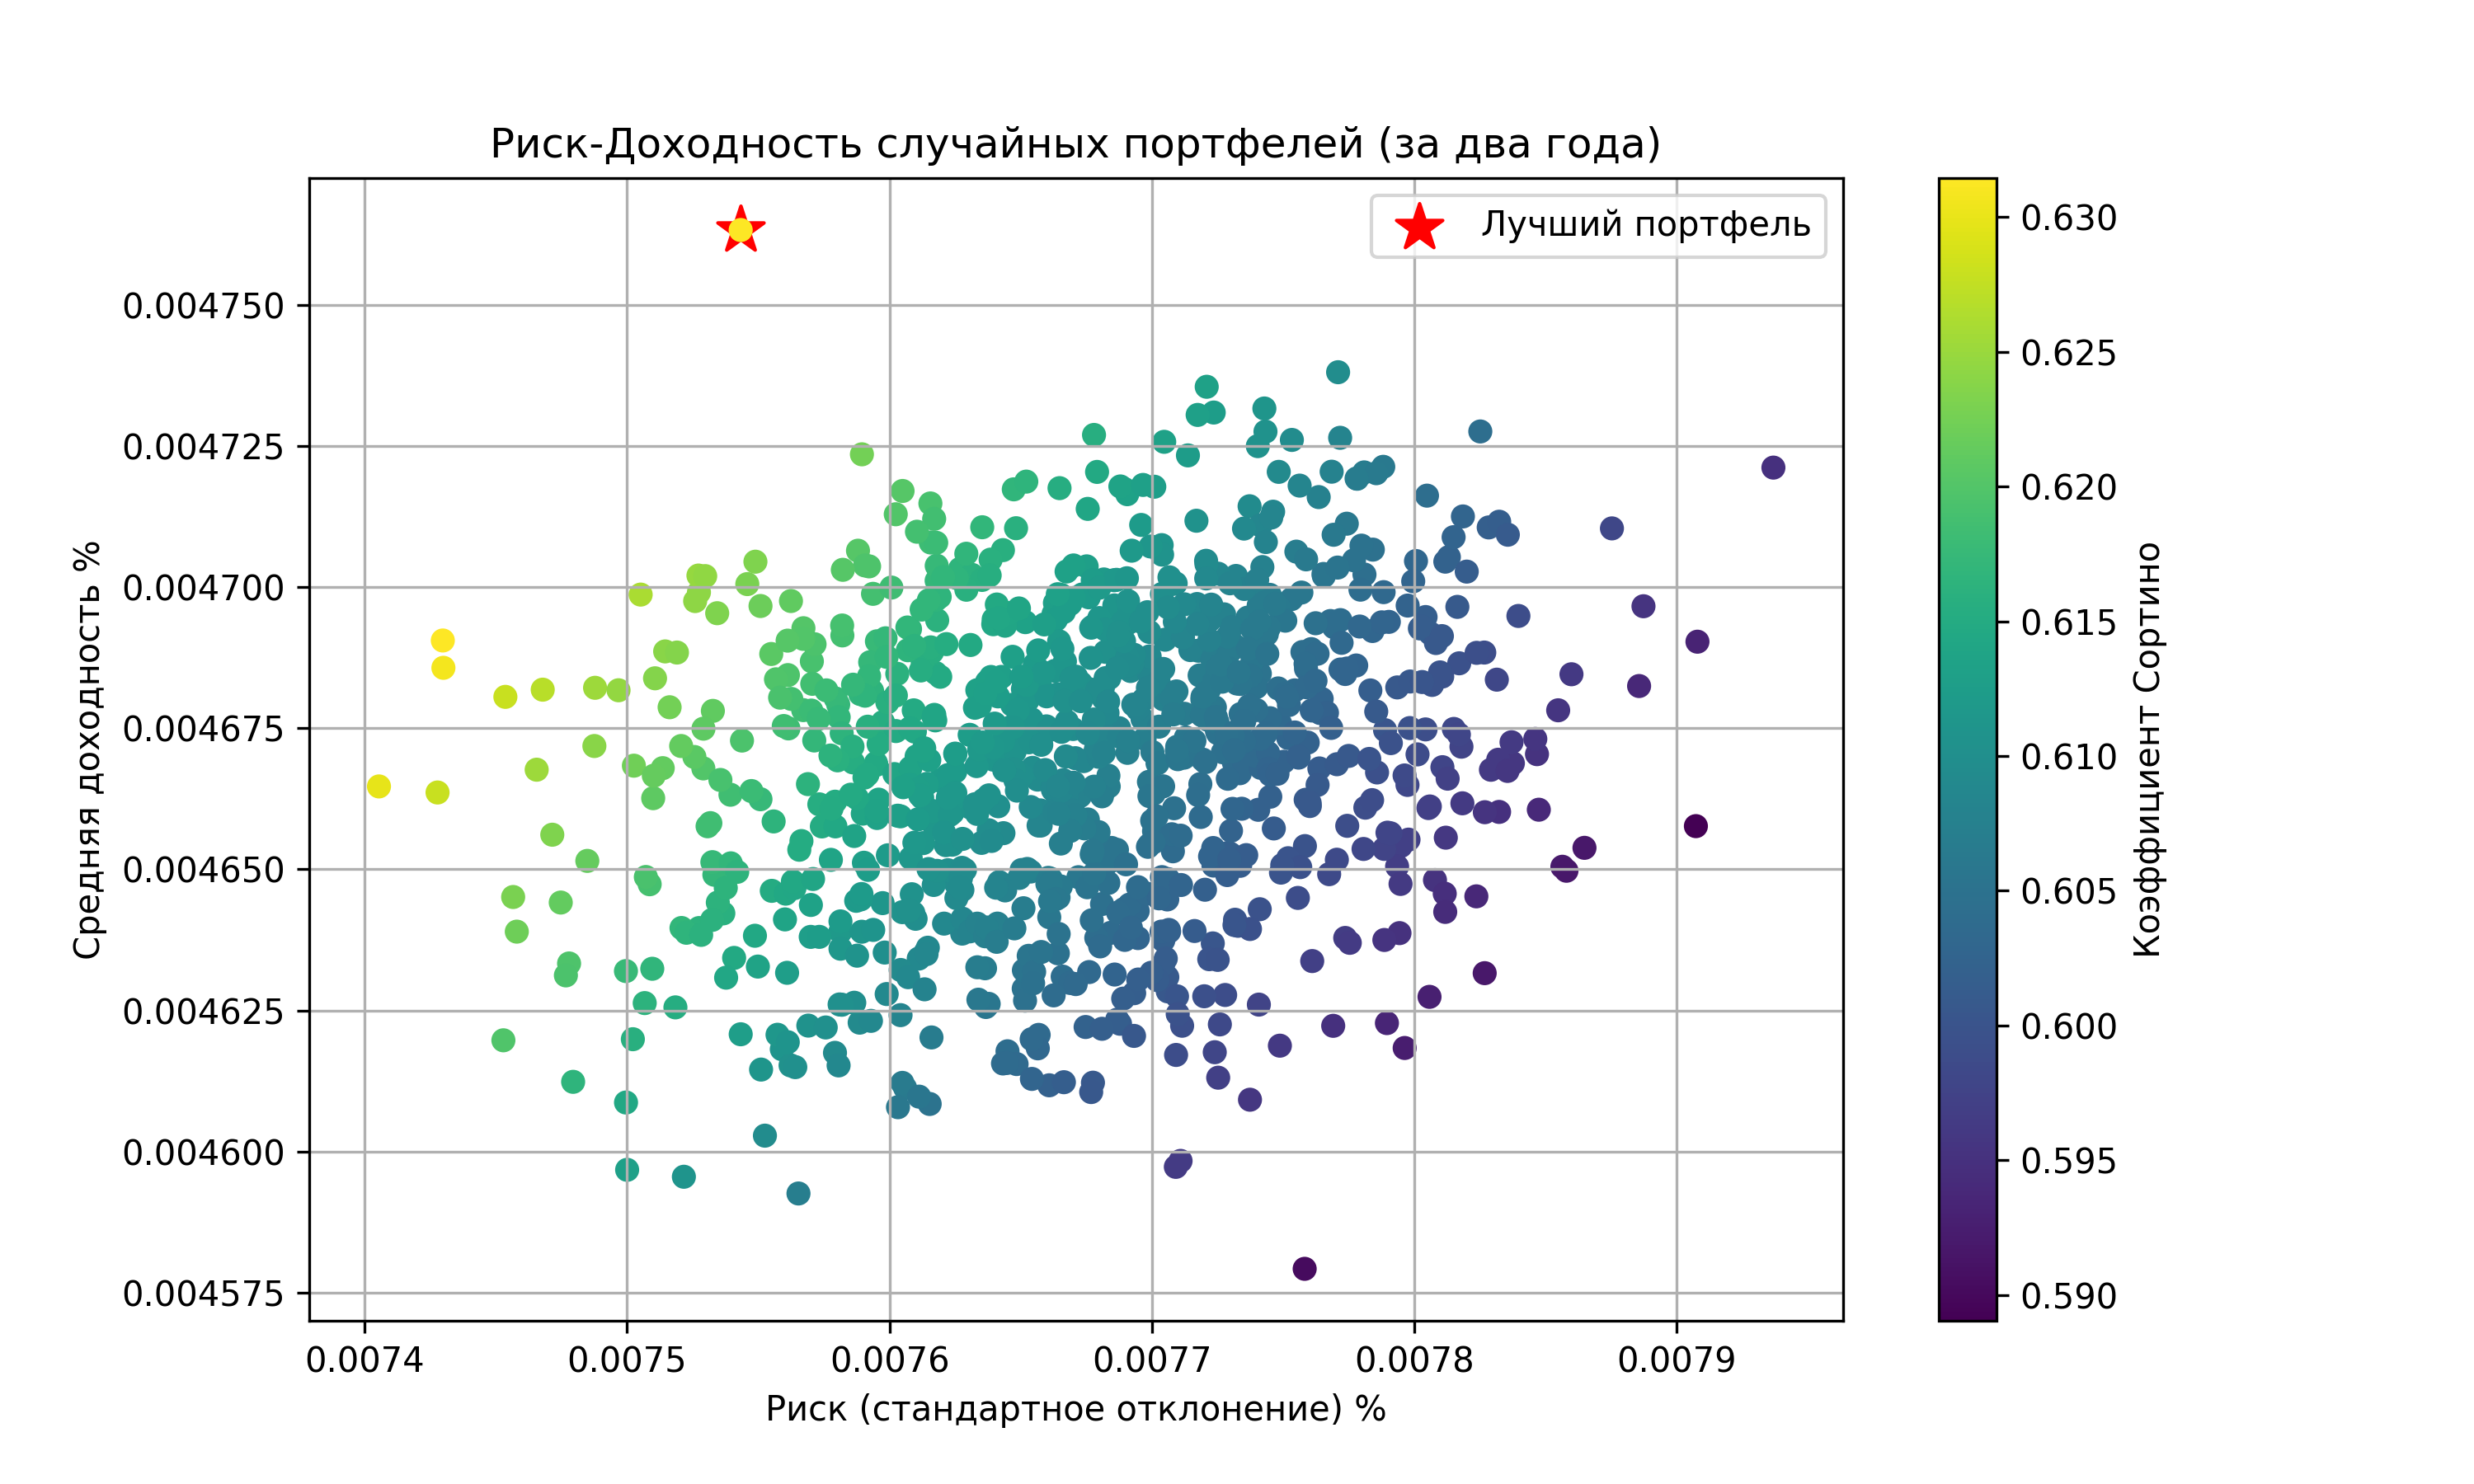 Риск-Доходность случайных портфелей (за два года)
Лучший портфель
Средняя доходность %
0.004750
0.004725
0.004700
0.004675
0.004650
0.004625
0.004600
0.004575
0.0074 0.0075 0.0076 0.0077 0.0078 0.0079
Риск (стандартное отклонение) %
0.630
0.625
0.620
0.615
0.610
0.605
0.600
0.595
0.590
Коэффициент Сортино